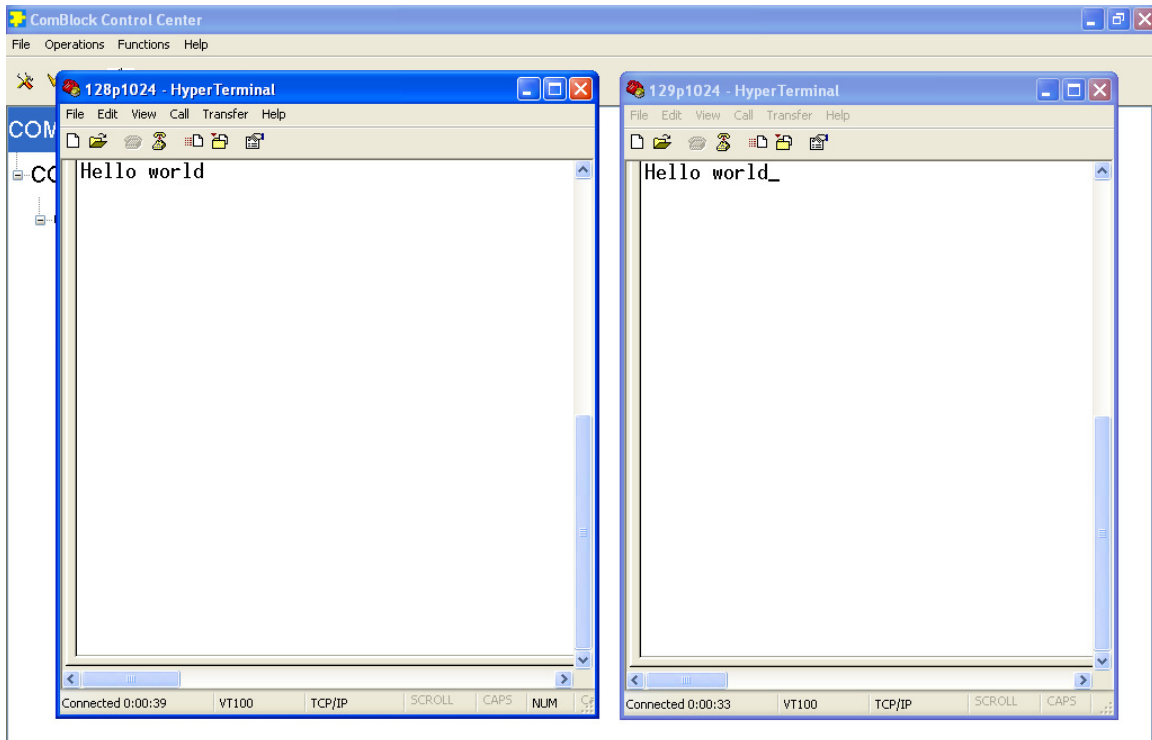 ComBlock Control Center
File Operations Functions Help
COM
CO
128p1024 - HyperTerminal
File Edit View Call Transfer Help
Hello world
Connected 0:00:39 VT100 TCP/IP SCROLL CAPS NUM
129p1024 - HyperTerminal
File Edit View Call Transfer Help
Hello world_
Connected 0:00:33 VT100 TCP/IP SCROLL CAPS